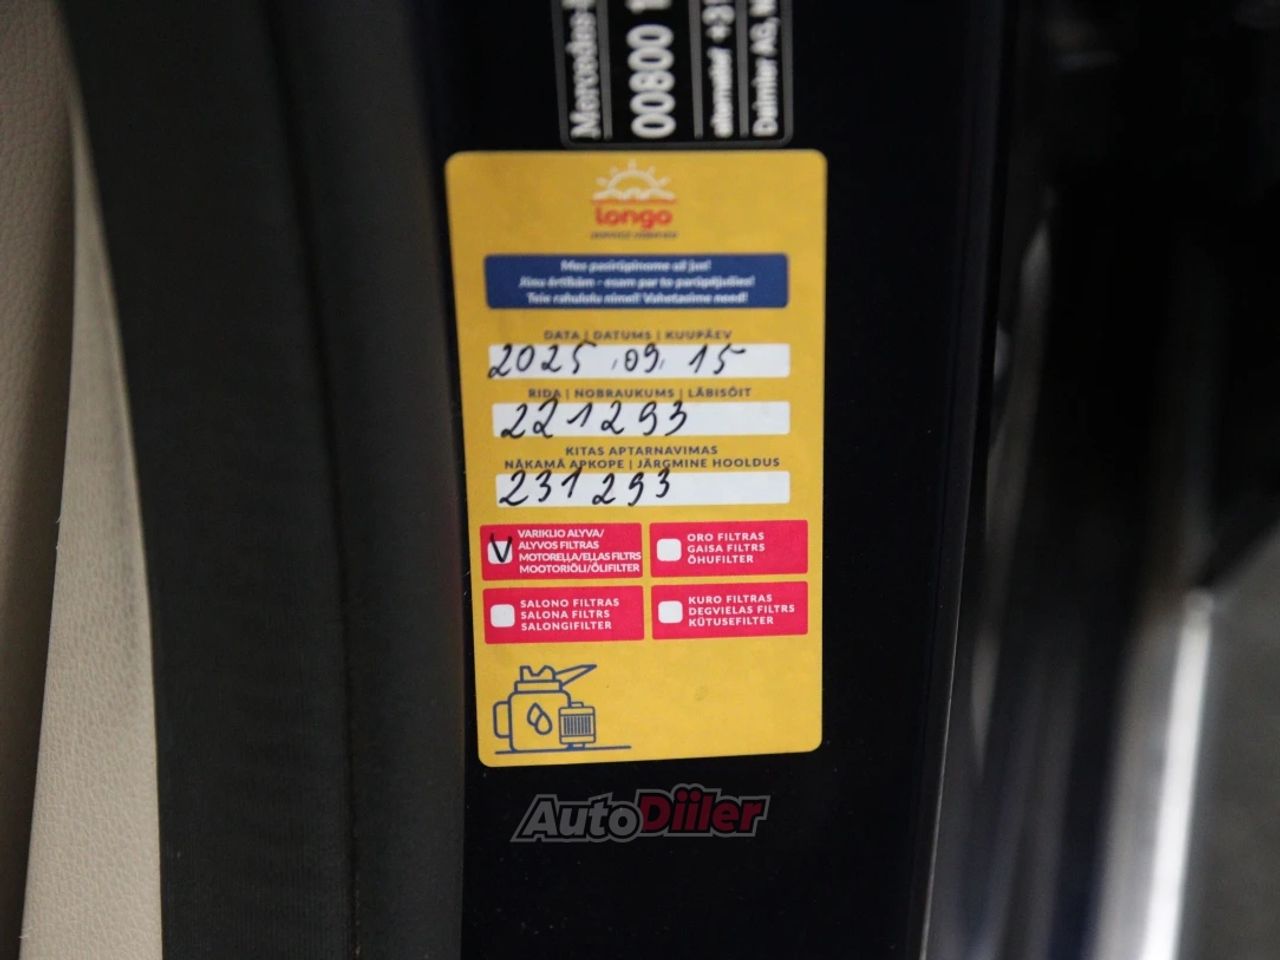 Mercedes-
00800 1
alternatief +31
Daimler AG, N
longo
Mes pasirūpinome už jus!
Jūsu ērtībām - esam par to parūpējušies!
Teie rahulolu nimel! Vahetasime need!
DATA | DATUMS | KUUPÄEV
2025.09.15
RIDA | NOBRAUKUMS | LÄBISÕIT
221293
KITAS APTARNAVIMAS
NĀKAMĀ APKOPE | JÄRGMINE HOOLDUS
231293
V VARIKLIO ALYVA/
ALYVOS FILTRAS
MOTOREĻĻA/EĻĻAS FILTRS
MOOTORIÕLI/ÕLIFILTER
ORO FILTRAS
GAISA FILTRS
ÕHUFILTER
SALONO FILTRAS
SALONA FILTRS
SALONGIFILTER
KURO FILTRAS
DEGVIELAS FILTRS
KÜTUSEFILTER
AutoDiiler